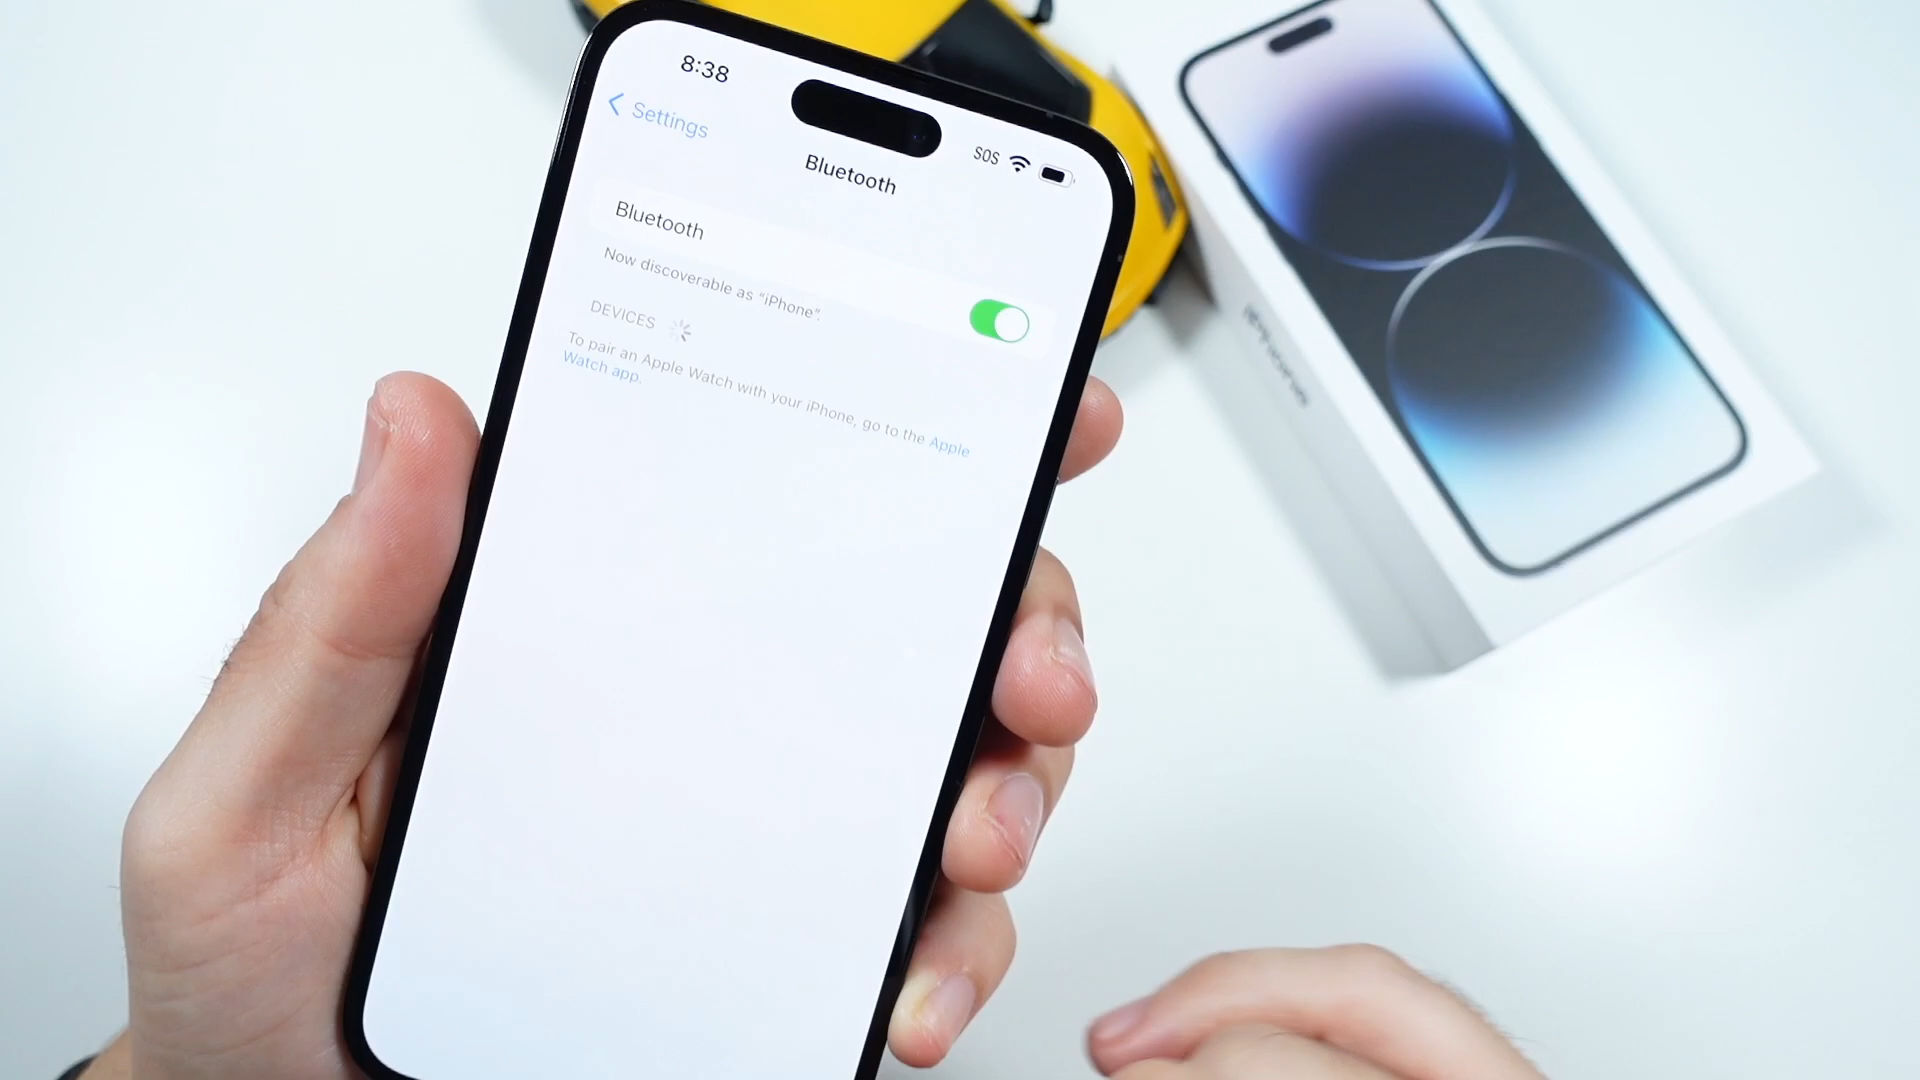 8:38
SOS
Settings
Bluetooth
Bluetooth
Now discoverable as “iPhone”.
DEVICES
To pair an Apple Watch with your iPhone, go to the Apple
Watch app.
iPhone